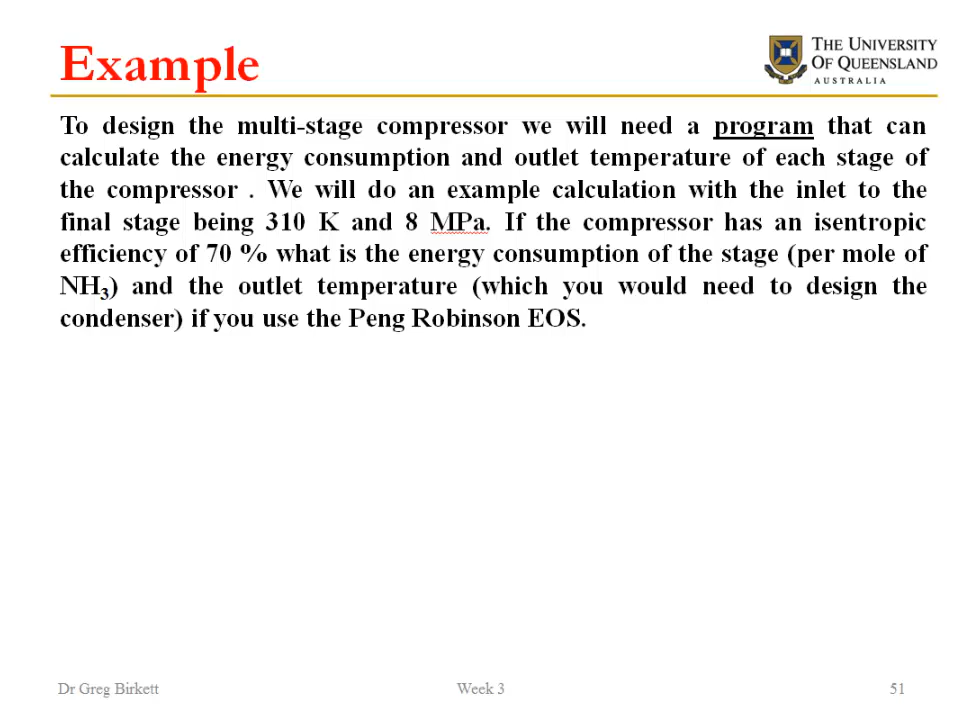 Example
THE UNIVERSITY
OF QUEENSLAND
AUSTRALIA
To design the multi-stage compressor we will need a program that can
calculate the energy consumption and outlet temperature of each stage of
the compressor . We will do an example calculation with the inlet to the
final stage being 310 K and 8 MPa. If the compressor has an isentropic
efficiency of 70 % what is the energy consumption of the stage (per mole of
NH3) and the outlet temperature (which you would need to design the
condenser) if you use the Peng Robinson EOS.
Dr Greg Birkett
Week 3
51